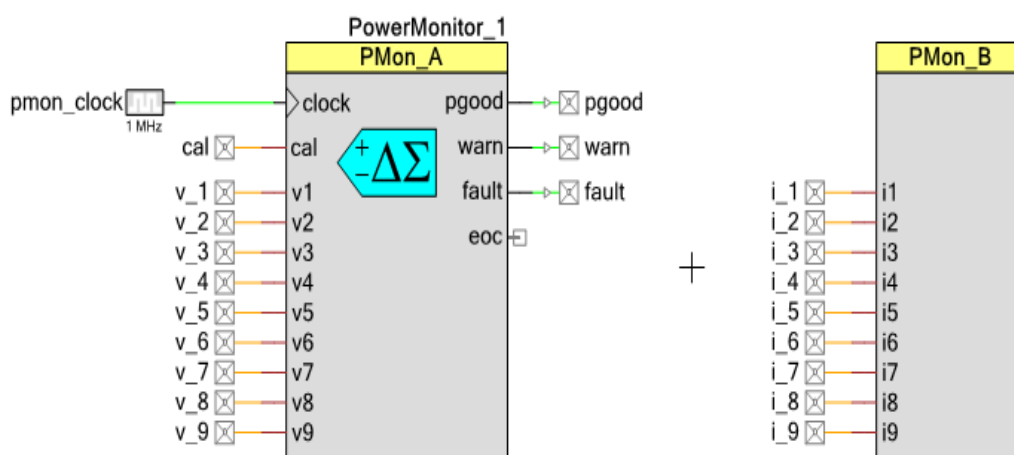 PowerMonitor_1
PMon_A
PMon_B
pmon_clock
1 MHz
clock
pgood
pgood
cal
cal
+
−
ΔΣ
warn
warn
v_1
v1
fault
fault
i_1
i1
v_2
v2
eoc
i_2
i2
v_3
v3
i_3
i3
v_4
v4
i_4
i4
v_5
v5
i_5
i5
v_6
v6
i_6
i6
v_7
v7
i_7
i7
v_8
v8
i_8
i8
v_9
v9
i_9
i9